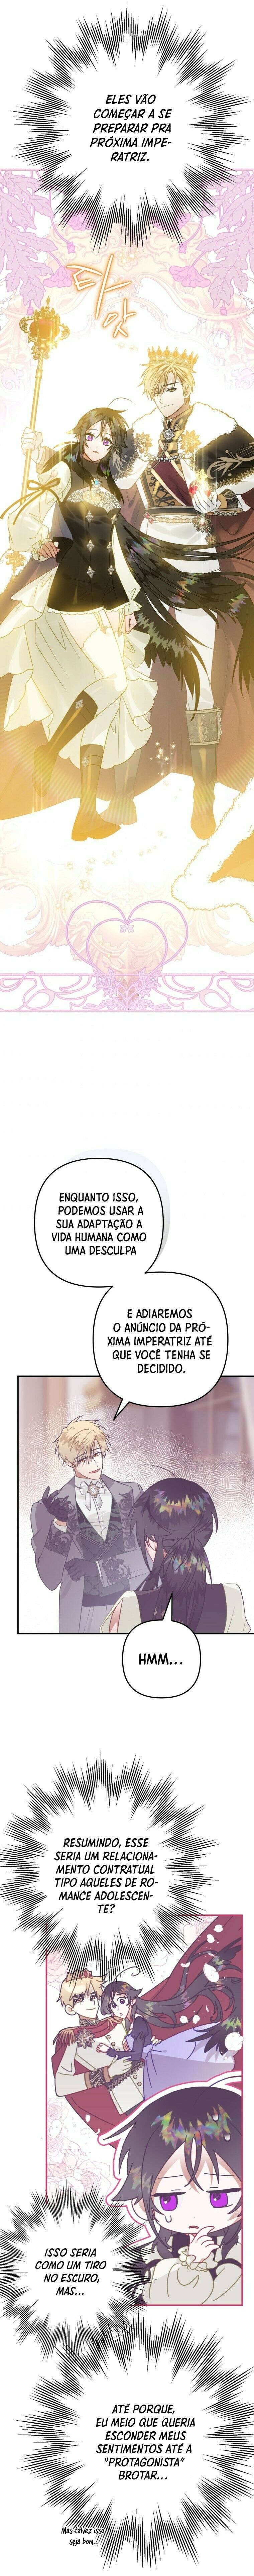 ELES VÃO
COMEÇAR A SE
PREPARAR PRA
PRÓXIMA IMPE-
RATRIZ.
타
앗
ENQUANTO ISSO,
PODEMOS USAR A
SUA ADAPTAÇÃO A
VIDA HUMANA COMO
UMA DESCULPA
E ADIAREMOS
O ANÚNCIO DA PRÓ-
XIMA IMPERATRIZ ATÉ
QUE VOCÊ TENHA SE
DECIDIDO.
HMM...
RESUMINDO, ESSE
SERIA UM RELACIONA-
MENTO CONTRATUAL
TIPO AQUELES DE RO-
MANCE ADOLESCEN-
TE?
ISSO SERIA
COMO UM TIRO
NO ESCURO,
MAS...
ATÉ PORQUE,
EU MEIO QUE QUERIA
ESCONDER MEUS
SENTIMENTOS ATÉ A
"PROTAGONISTA"
BROTAR...
Mas talvez isso
seja bom..!